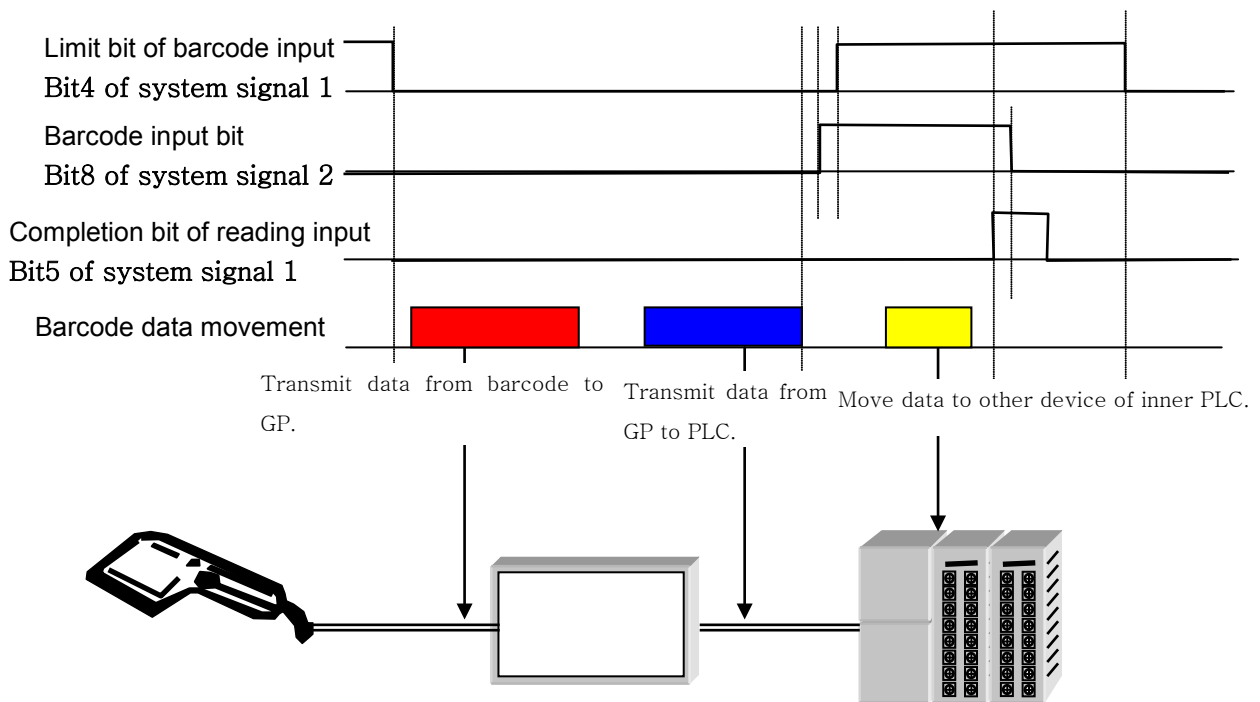 Limit bit of barcode input
Bit4 of system signal 1
Barcode input bit
Bit8 of system signal 2
Completion bit of reading input
Bit5 of system signal 1
Barcode data movement
Transmit data from barcode to
GP.
Transmit data from
GP to PLC.
Move data to other device of inner PLC.